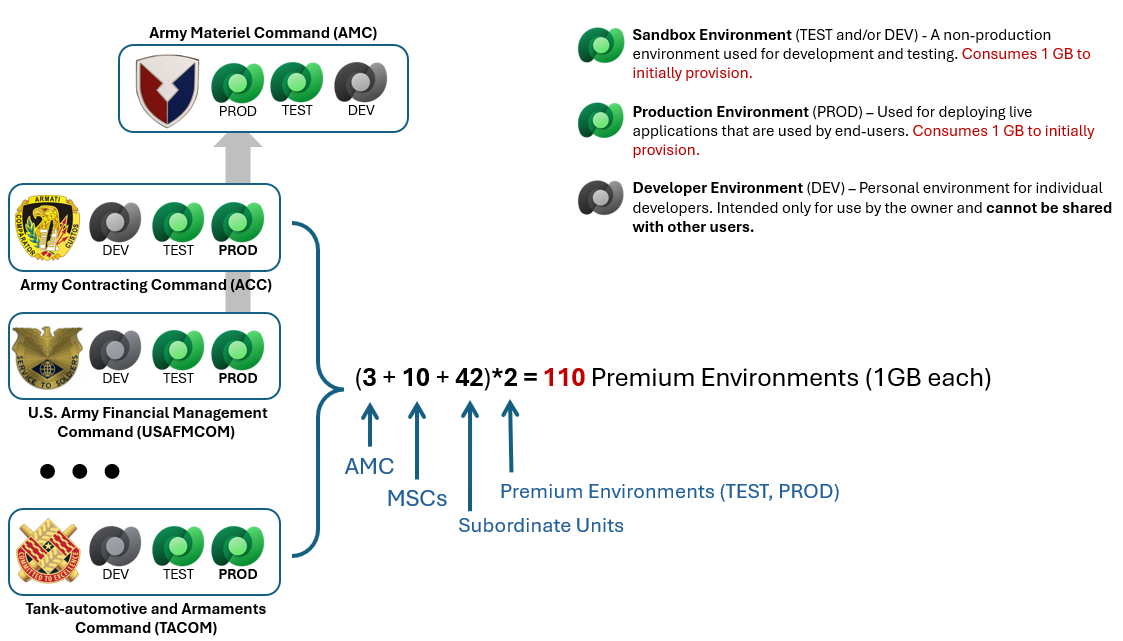 Army Materiel Command (AMC)
PROD
TEST
DEV
Sandbox Environment (TEST and/or DEV) - A non-production
environment used for development and testing. Consumes 1 GB to
initially provision.
Production Environment (PROD) – Used for deploying live
applications that are used by end-users. Consumes 1 GB to initially
provision.
Developer Environment (DEV) – Personal environment for individual
developers. Intended only for use by the owner and cannot be shared
with other users.
ARMATI
COMPARATOR
CUSTOS
DEV
TEST
PROD
Army Contracting Command (ACC)
SERVICE TO SOLDIERS
DEV
TEST
PROD
U.S. Army Financial Management
Command (USAFMCOM)
(3 + 10 + 42)*2 = 110 Premium Environments (1GB each)
AMC
MSCs
Premium Environments (TEST, PROD)
Subordinate Units
COMMITTED TO EXCELLENCE
DEV
TEST
PROD
Tank-automotive and Armaments
Command (TACOM)